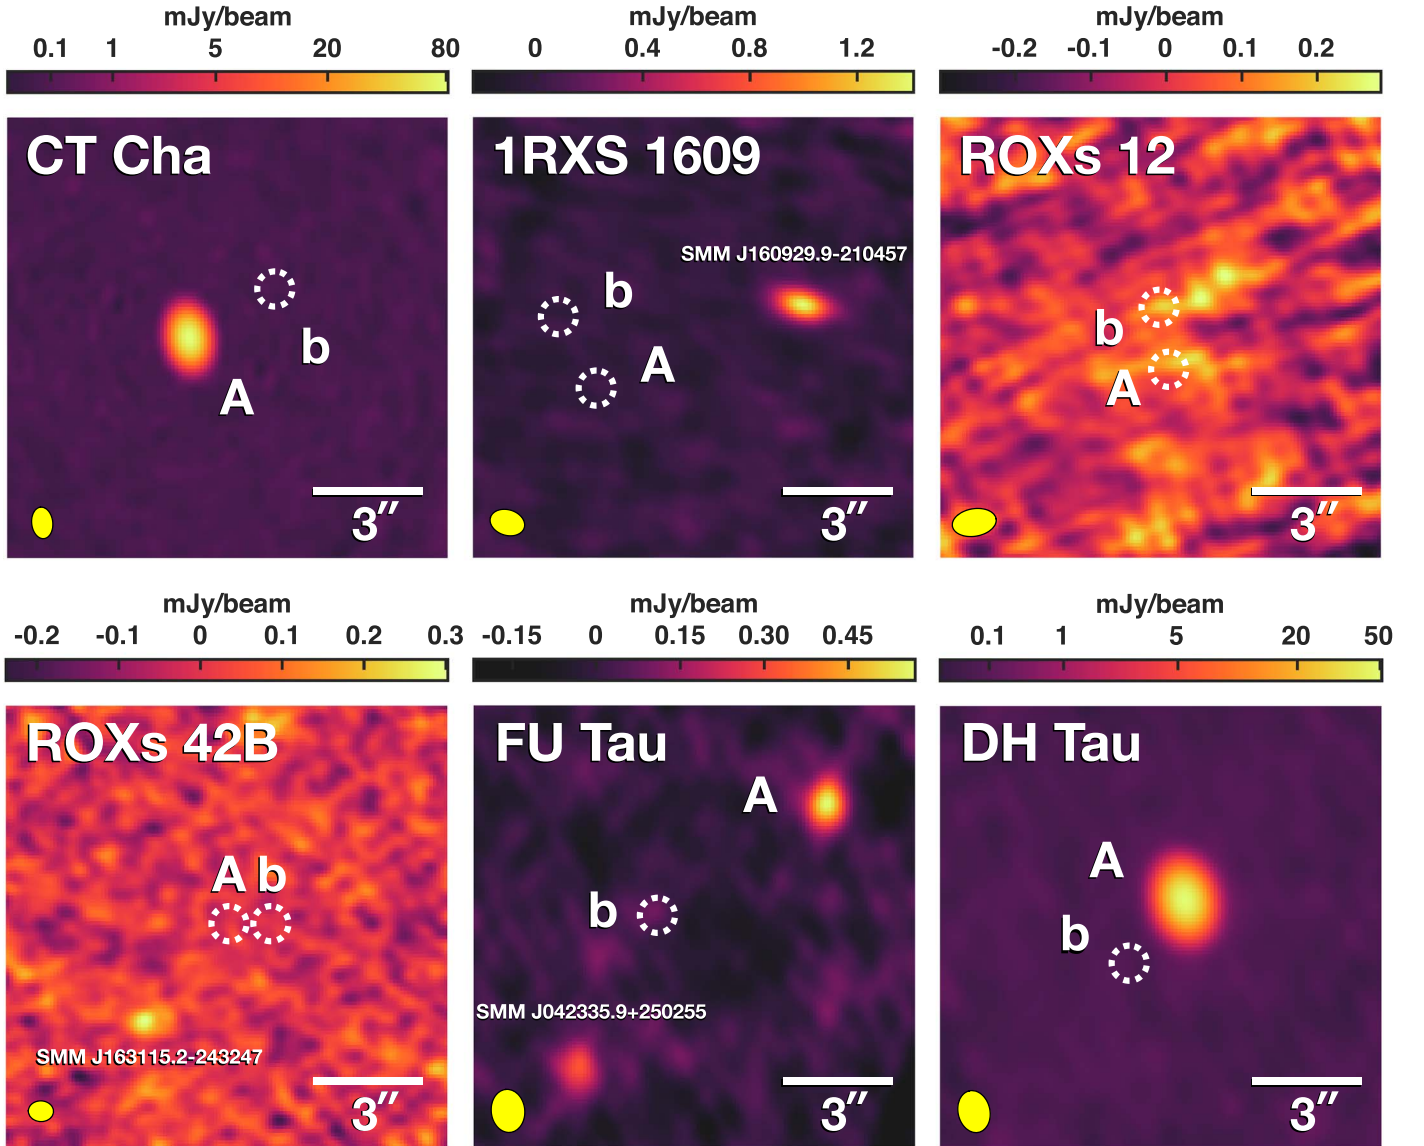 mJy/beam
0.1 1 5 20 80
CT Cha
b
A
3″
mJy/beam
0 0.4 0.8 1.2
1RXS 1609
SMM J160929.9-210457
b
A
3″
mJy/beam
-0.2 -0.1 0 0.1 0.2
ROXs 12
b
A
3″
mJy/beam
-0.2 -0.1 0 0.1 0.2 0.3
ROXs 42B
A b
SMM J163115.2-243247
3″
mJy/beam
-0.15 0 0.15 0.30 0.45
FU Tau
A
b
SMM J042335.9+250255
3″
mJy/beam
0.1 1 5 20 50
DH Tau
A
b
3″